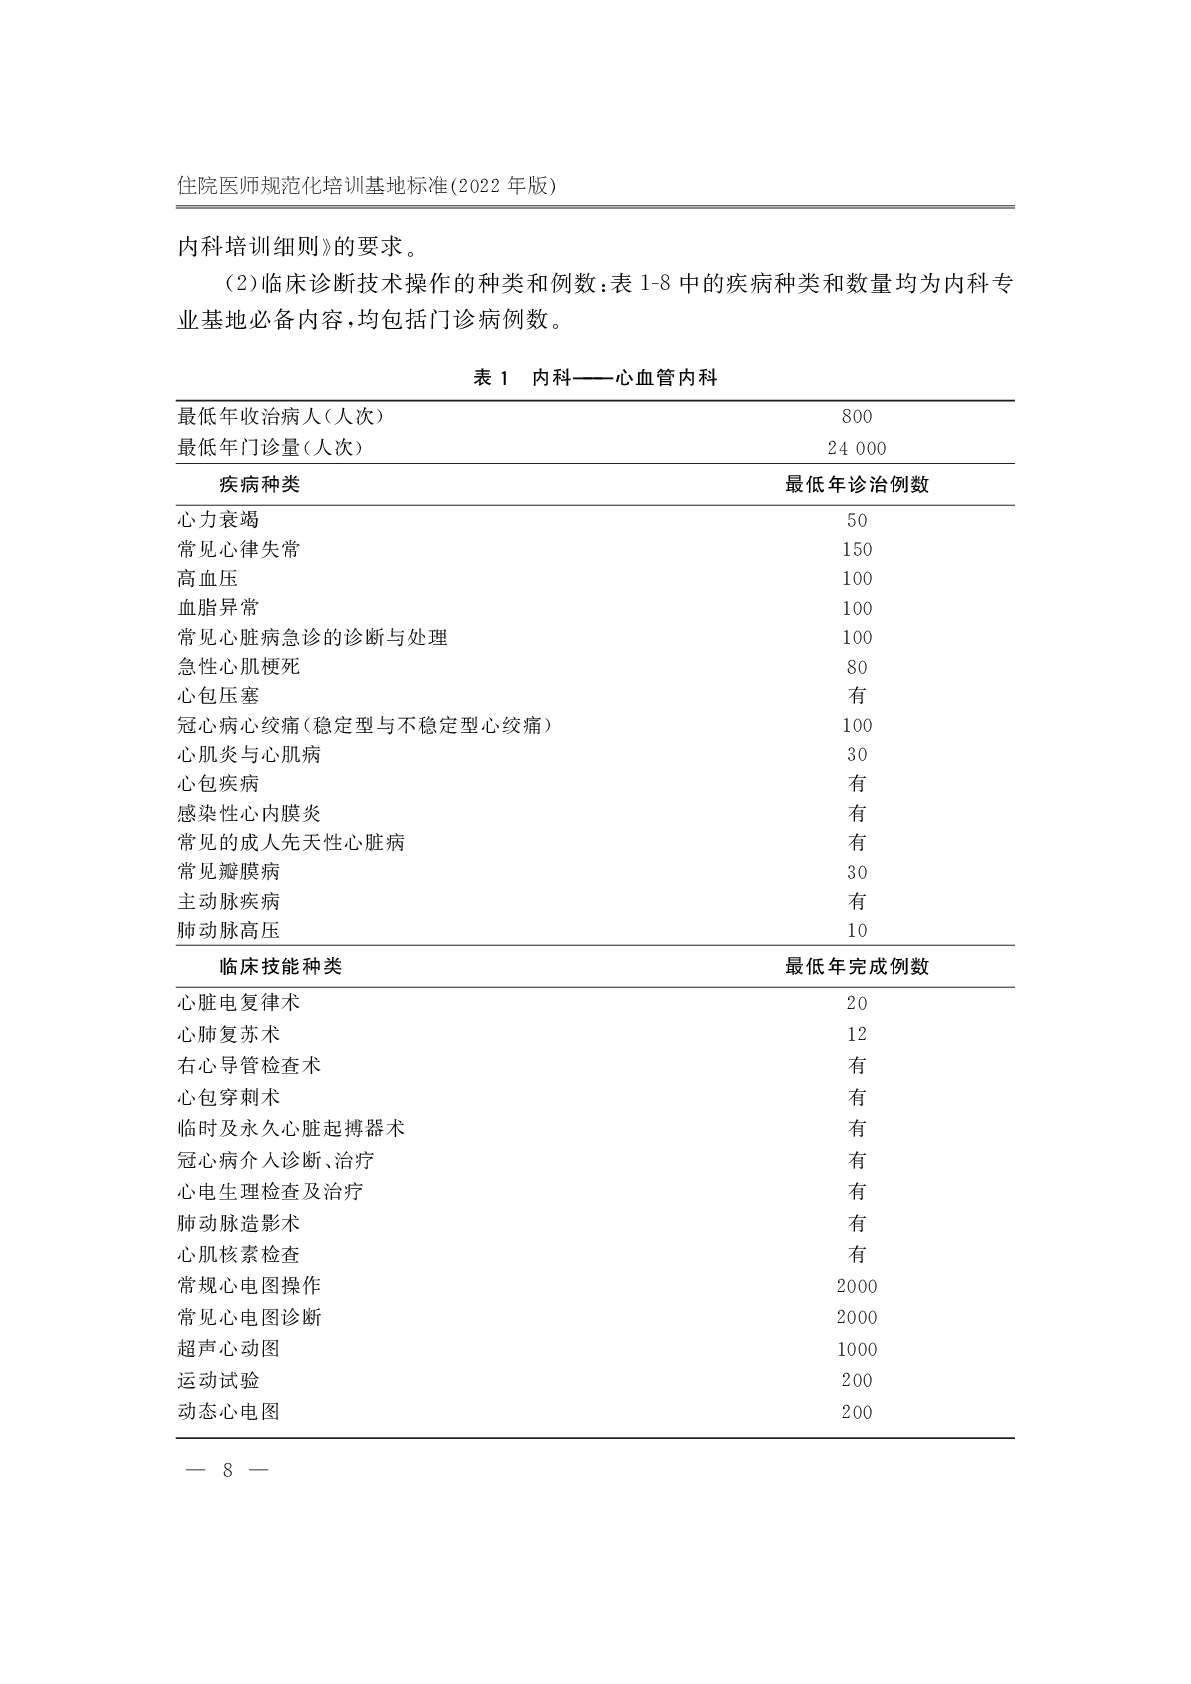 住院医师规范化培训基地标准(2022 年版)
内科培训细则》的要求。
(2)临床诊断技术操作的种类和例数:表 1-8 中的疾病种类和数量均为内科专
业基地必备内容,均包括门诊病例数。
表 1 内科——心血管内科
最低年收治病人(人次) 800
最低年门诊量(人次) 24 000
疾病种类 最低年诊治例数
心力衰竭 50
常见心律失常 150
高血压 100
血脂异常 100
常见心脏病急诊的诊断与处理 100
急性心肌梗死 80
心包压塞 有
冠心病心绞痛(稳定型与不稳定型心绞痛) 100
心肌炎与心肌病 30
心包疾病 有
感染性心内膜炎 有
常见的成人先天性心脏病 有
常见瓣膜病 30
主动脉疾病 有
肺动脉高压 10
临床技能种类 最低年完成例数
心脏电复律术 20
心肺复苏术 12
右心导管检查术 有
心包穿刺术 有
临时及永久心脏起搏器术 有
冠心病介入诊断、治疗 有
心电生理检查及治疗 有
肺动脉造影术 有
心肌核素检查 有
常规心电图操作 2000
常见心电图诊断 2000
超声心动图 1000
运动试验 200
动态心电图 200
— 8 —